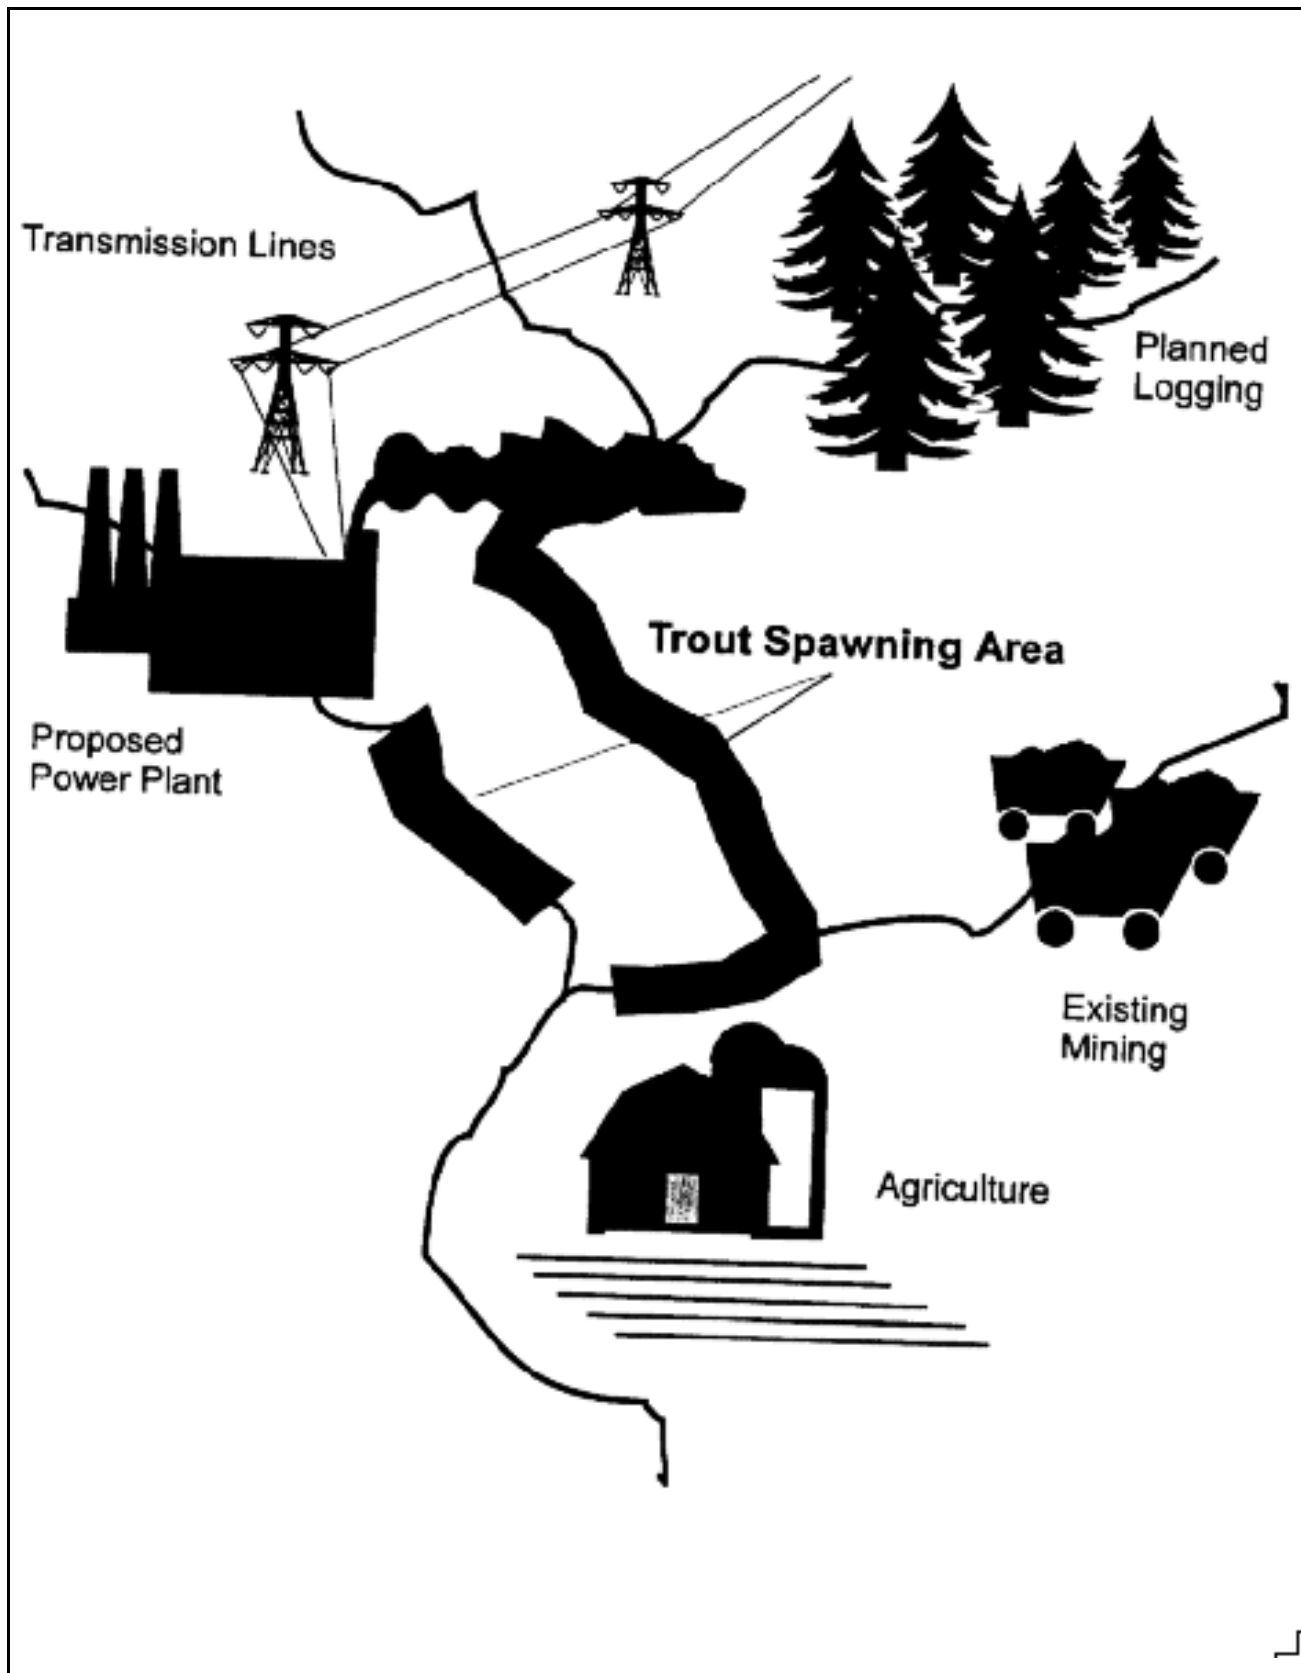 Transmission Lines
Planned
Logging
Trout Spawning Area
Proposed
Power Plant
Existing
Mining
Agriculture